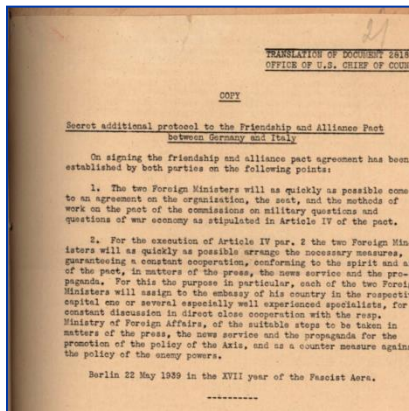 21
TRANSLATION OF DOCUMENT 2818
OFFICE OF U.S. CHIEF OF COUN
COPY
Secret additional protocol to the Friendship and Alliance Pact
between Germany and Italy
On signing the friendship and alliance pact agreement has been
established by both parties on the following points:
1. The two Foreign Ministers will as quickly as possible come
to an agreement on the organization, the seat, and the methods of
work on the pact of the commissions on military questions and
questions of war economy as stipulated in Article IV of the pact.
2. For the execution of Article IV par. 2 the two Foreign Min
isters will as quickly as possible arrange the necessary measures,
guaranteeing a constant cooperation, conforming to the spirit and a
of the pact, in matters of the press, the news service and the pro-
paganda. For this purpose in particular, each of the two Foreig
Ministers will assign to the embassy of his country in the respecti
capital one or several especially well experienced specialists, for
constant discussion in direct close cooperation with the resp.
Ministry of Foreign Affairs, of the suitable steps to be taken in
matters of the press, the news service and the propaganda for the
promotion of the policy of the Axis, and as a counter measure again
the policy of the enemy powers.
Berlin 22 May 1939 in the XVII year of the Fascist Aera.
----------